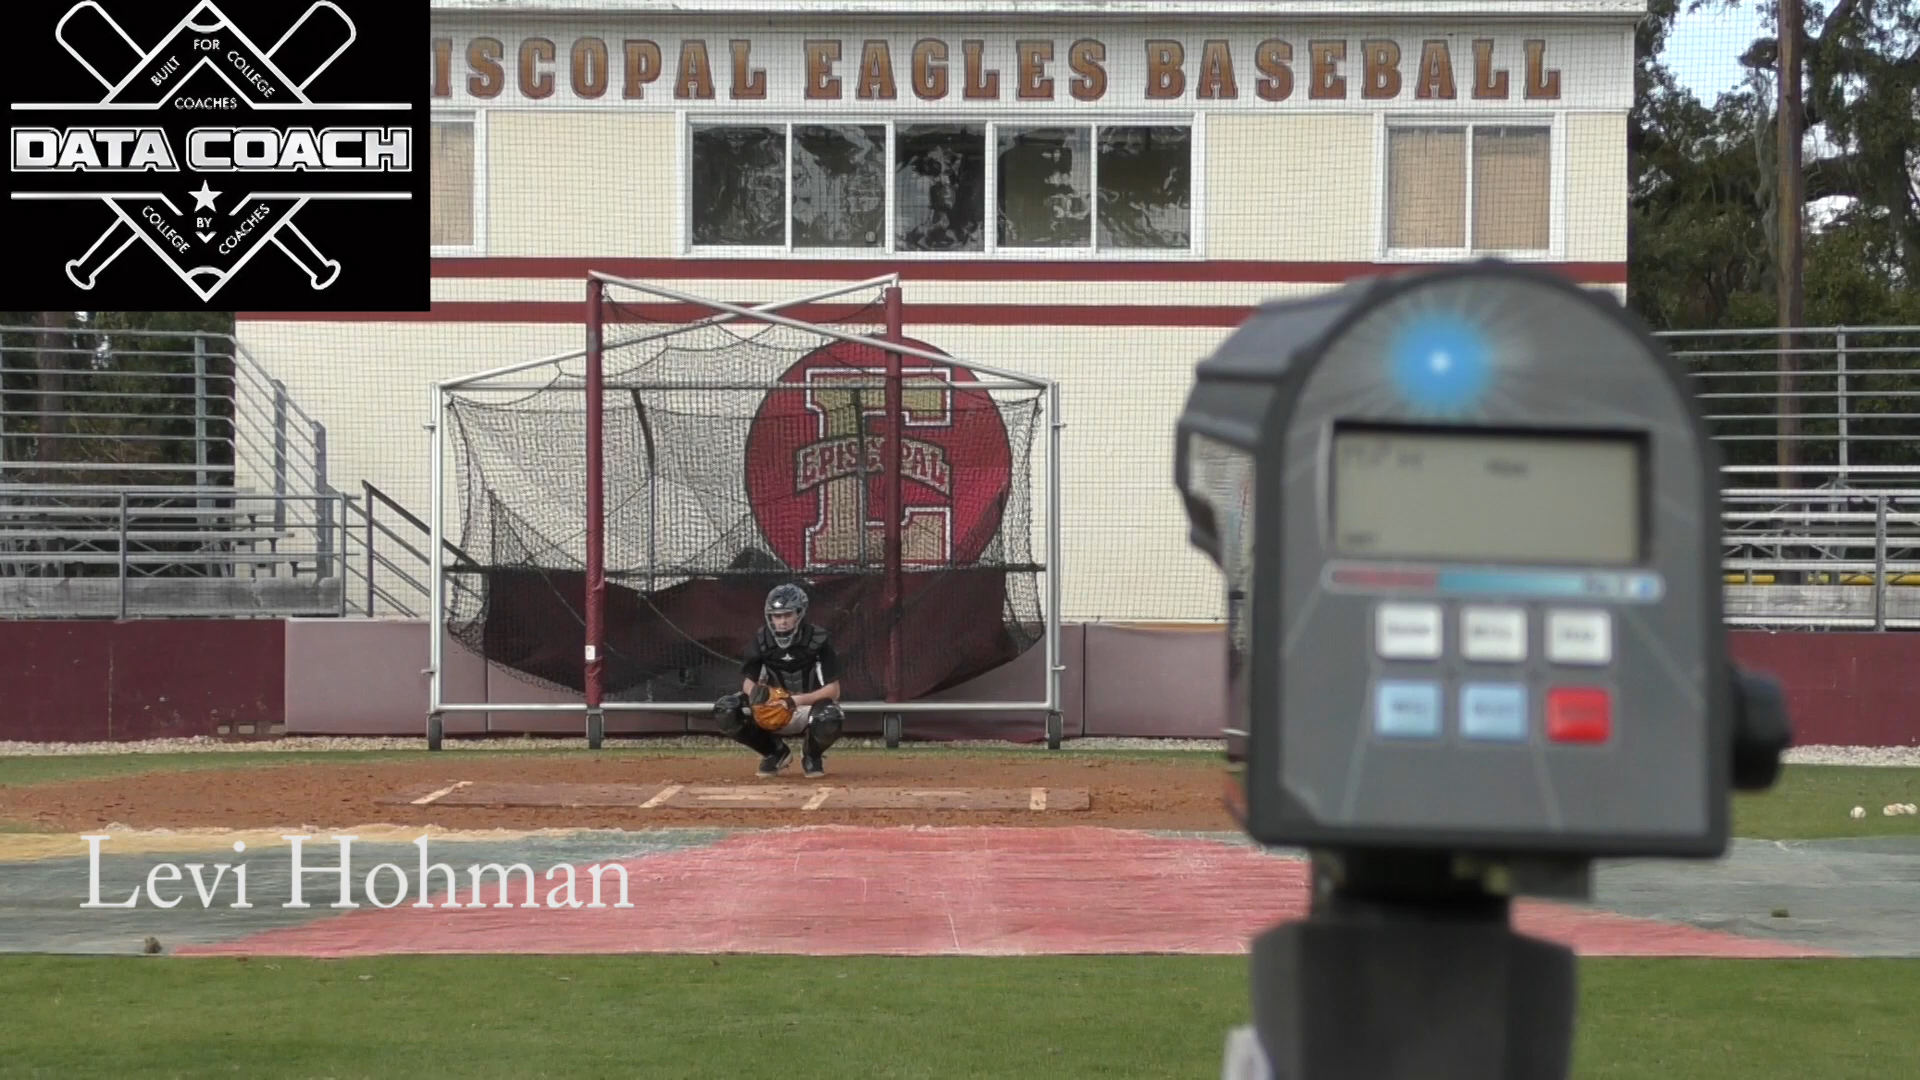 BUILT FOR COLLEGE
COACHES
DATA COACH
COLLEGE BY COACHES
ISCOPAL EAGLES BASEBALL
E
EPISCOPAL
Levi Hohman